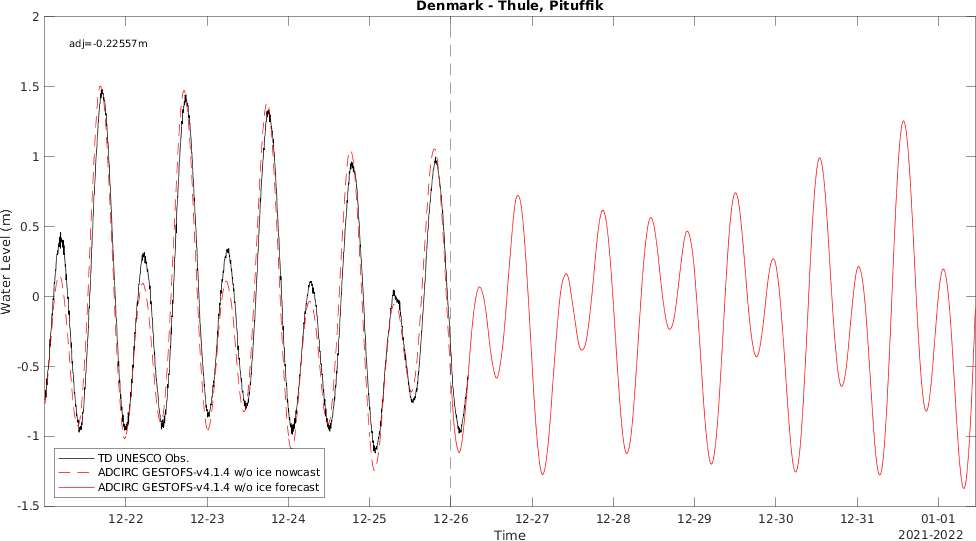 Denmark - Thule, Pituffik
adj=-0.22557m
Water Level (m)
2
1.5
1
0.5
0
-0.5
-1
-1.5
TD UNESCO Obs.
ADCIRC GESTOFS-v4.1.4 w/o ice nowcast
ADCIRC GESTOFS-v4.1.4 w/o ice forecast
12-22 12-23 12-24 12-25 12-26 12-27 12-28 12-29 12-30 12-31 01-01
Time
2021-2022